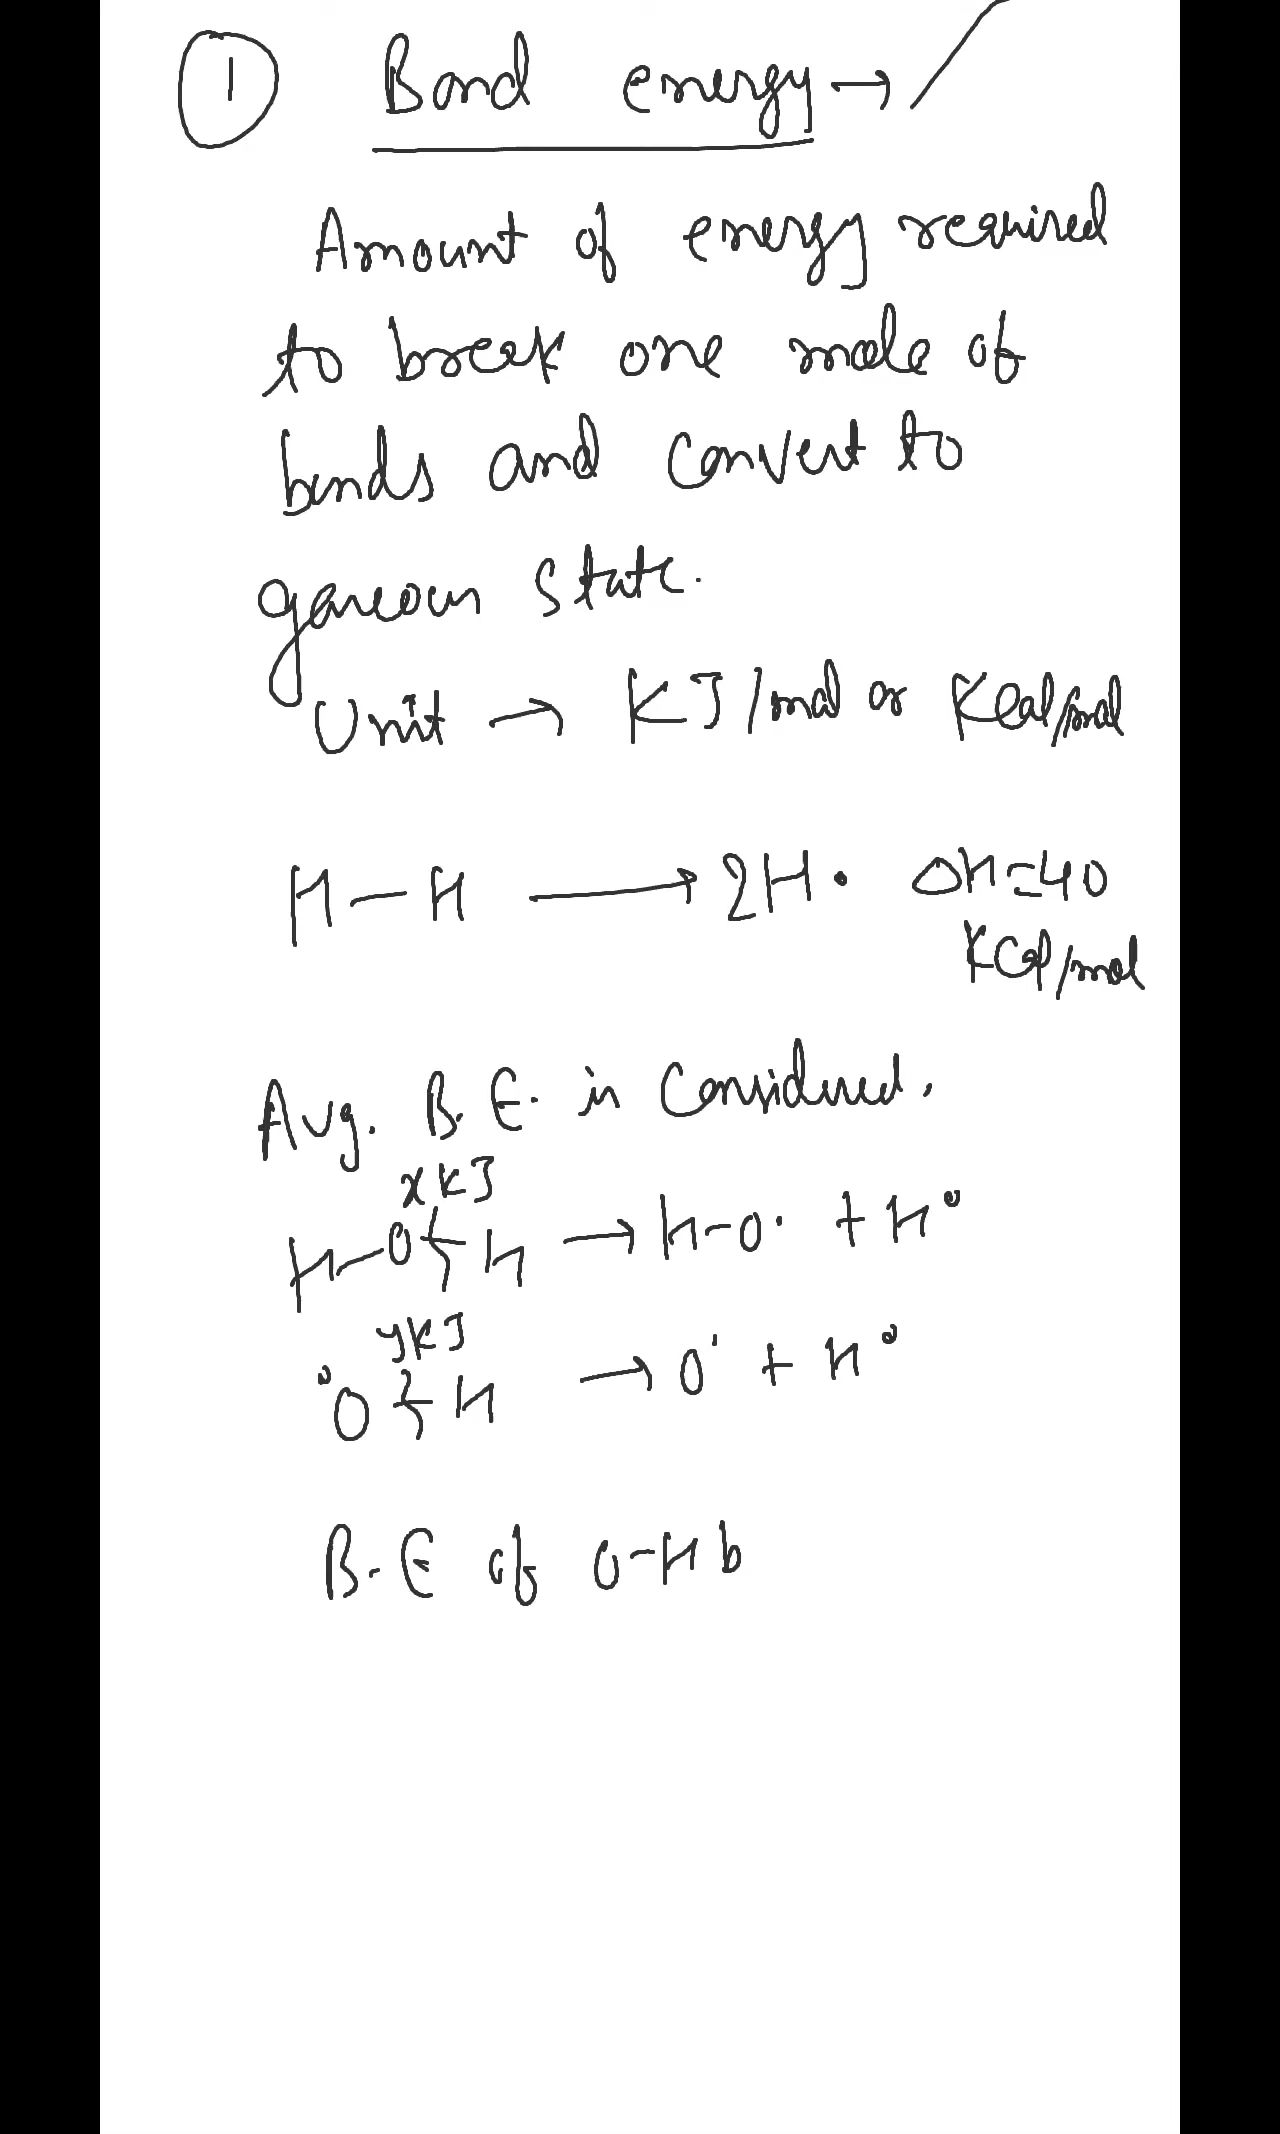 1 Bond energy →
Amount of energy required
to break one mole of
bonds and convert to
gaseous state.
Unit → KJ/mol or Kcal/mol
H-H → 2H• ΔH=40
KCal/mol
Avg. B.E. is Considered.
x KJ
H-O-H → H-O• + H°
y KJ
°O-H → O• + H°
B.E of O-H b